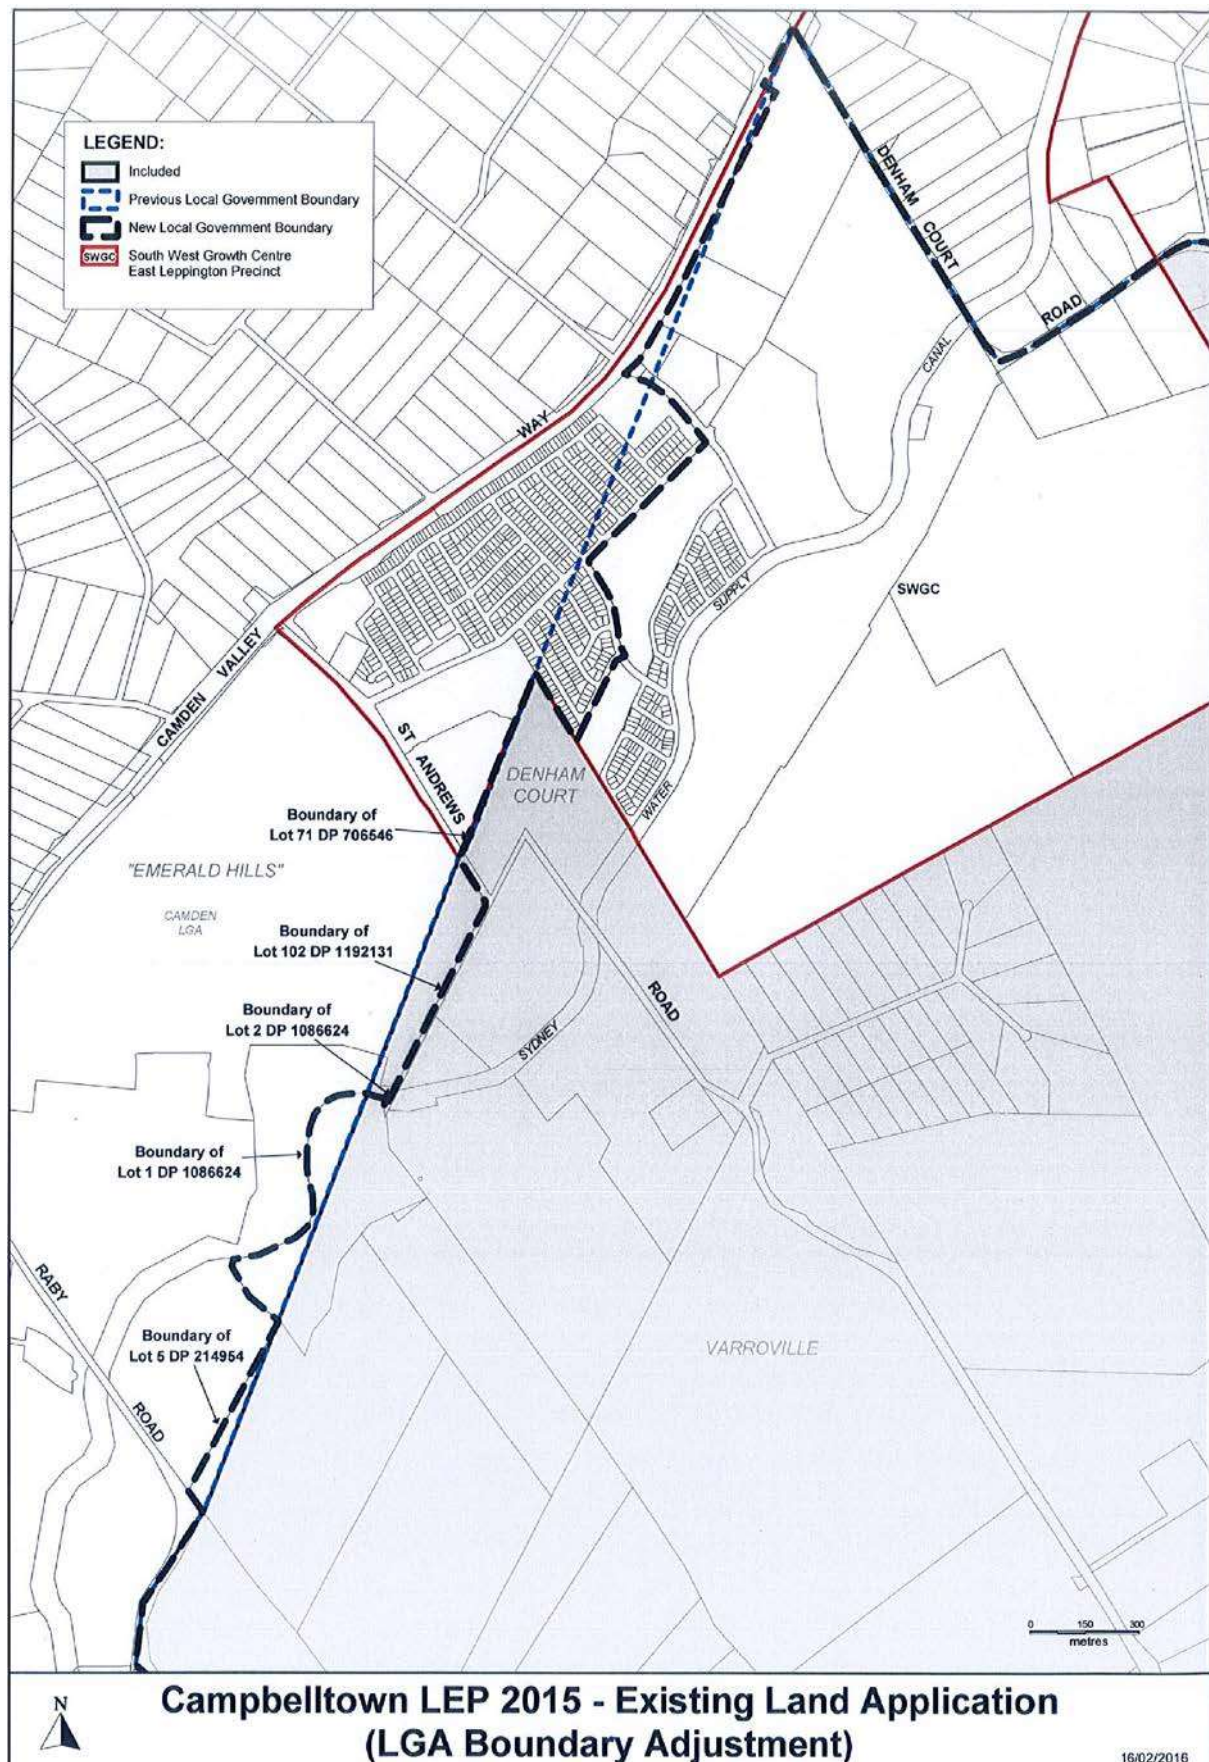 LEGEND:
Included
Previous Local Government Boundary
New Local Government Boundary
SWGC
South West Growth Centre
East Leppington Precinct
DENHAM
COURT
ROAD
CANAL
WAY
SUPPLY
SWGC
CAMDEN VALLEY
ST ANDREWS
DENHAM
COURT
WATER
Boundary of
Lot 71 DP 706546
"EMERALD HILLS"
CAMDEN
LGA
Boundary of
Lot 102 DP 1192131
ROAD
Boundary of
Lot 2 DP 1086624
SYDNEY
Boundary of
Lot 1 DP 1086624
RABY
Boundary of
Lot 5 DP 214954
VARROVILLE
ROAD
0 150 300
metres
N
Campbelltown LEP 2015 - Existing Land Application
(LGA Boundary Adjustment)
16/02/2016